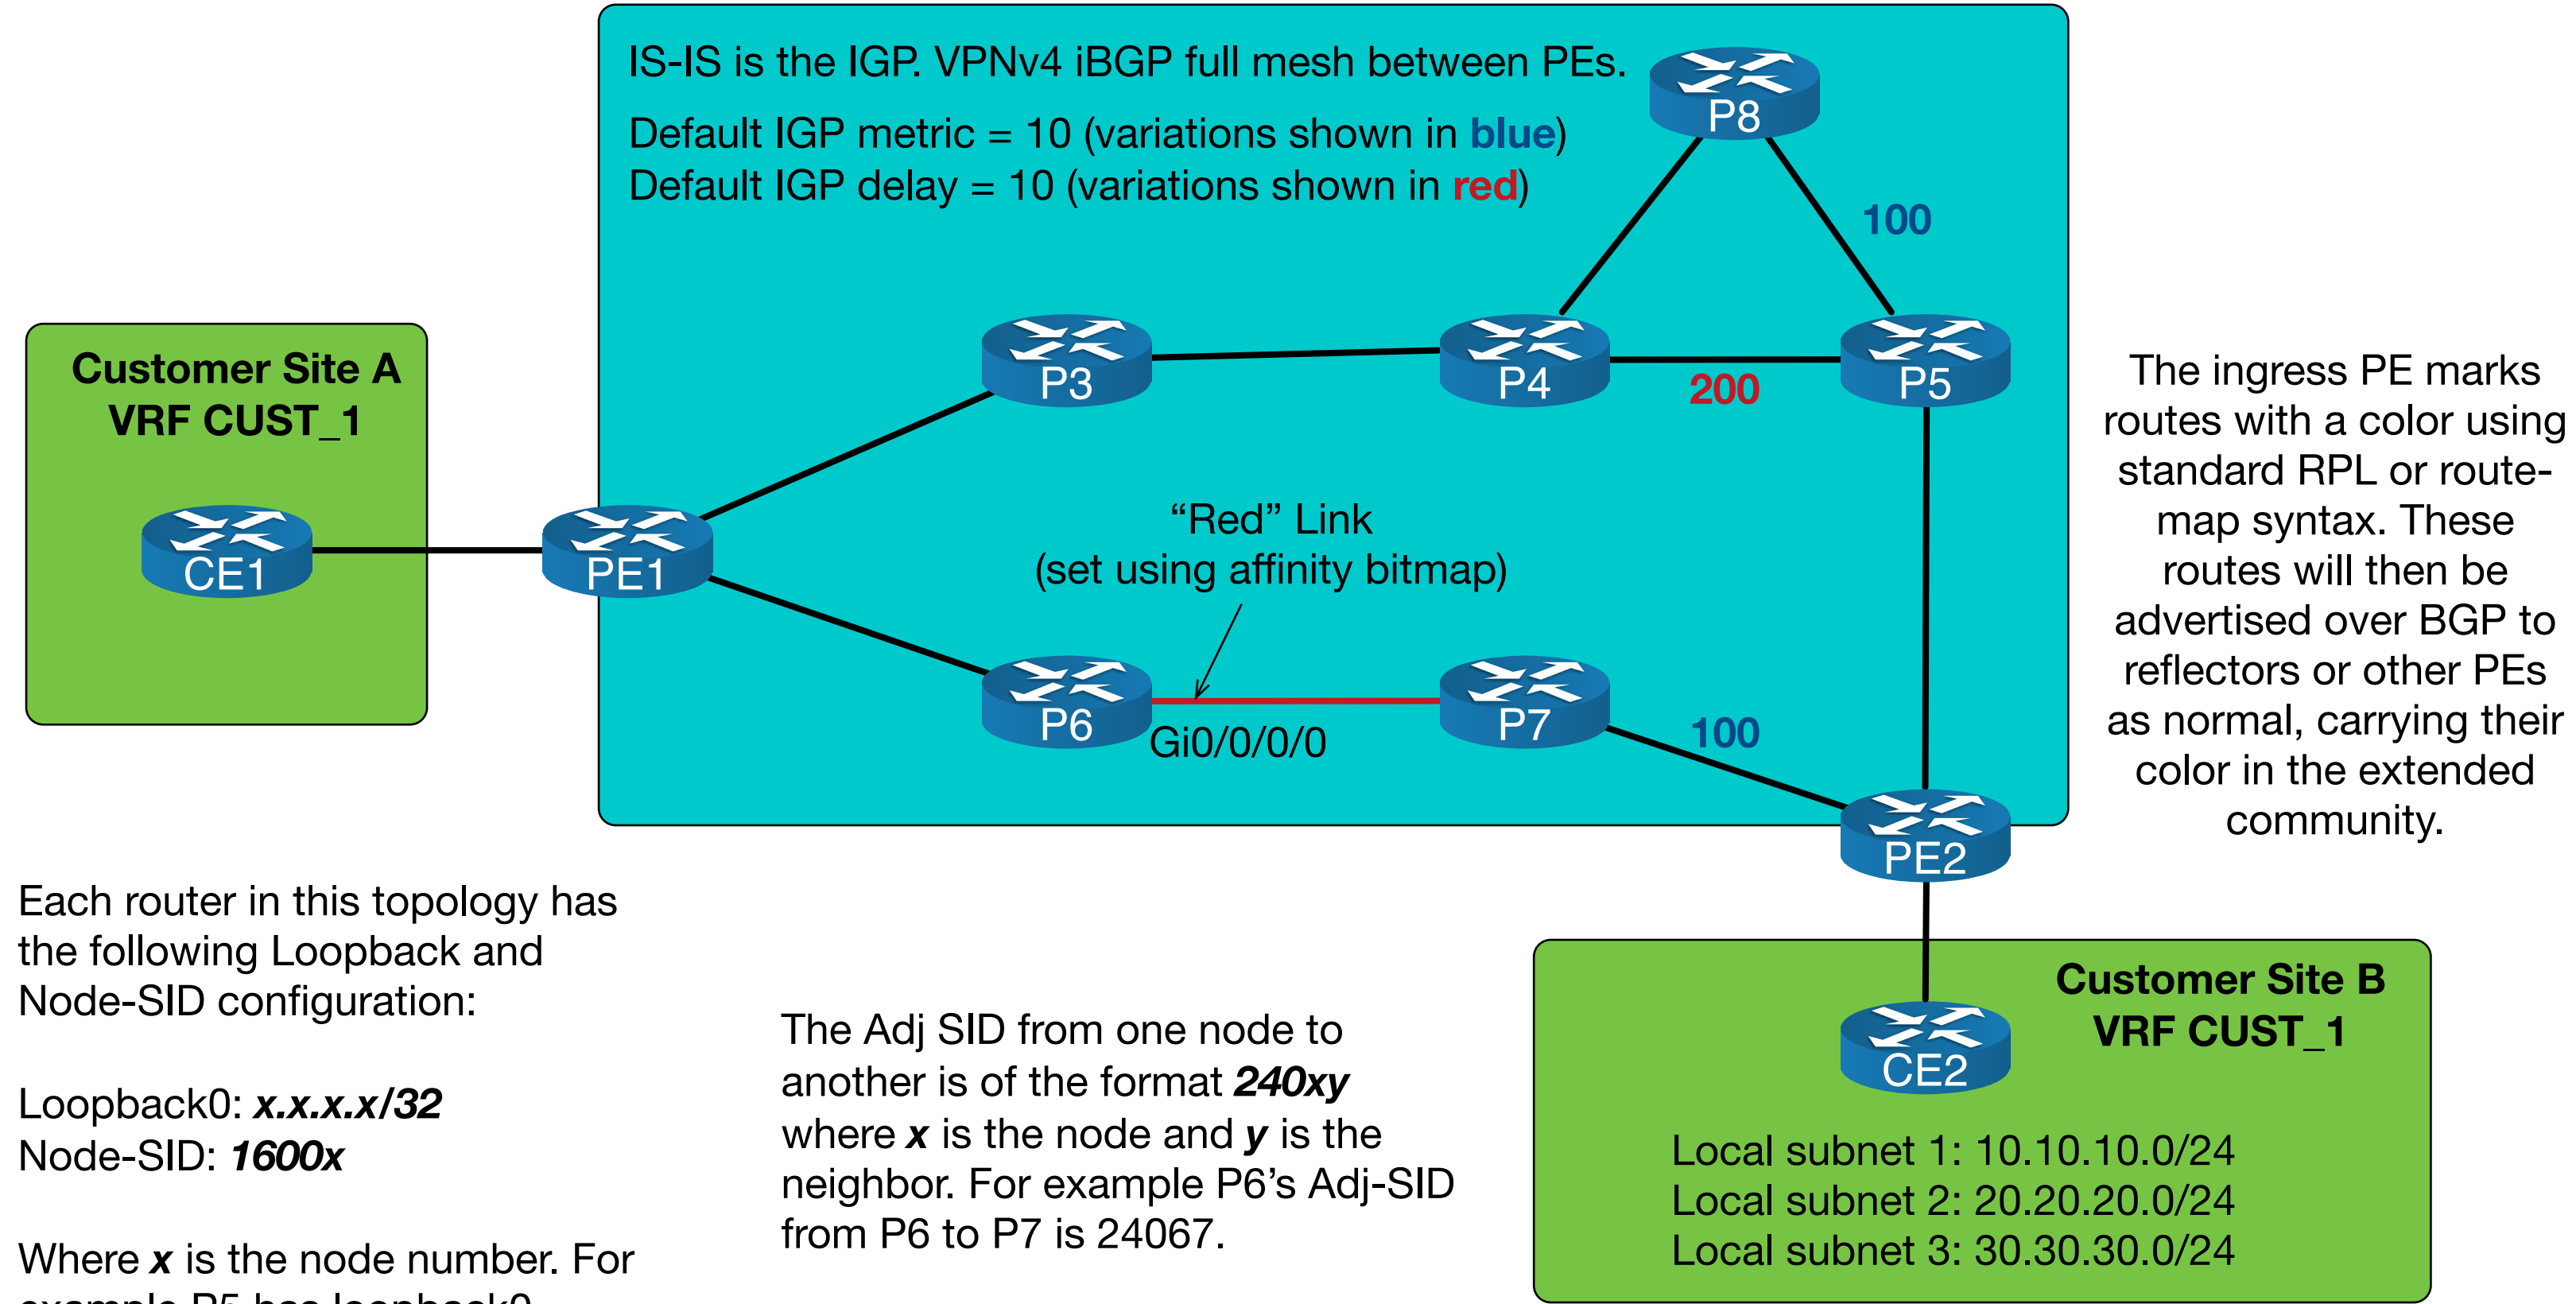 IS-IS is the IGP. VPNv4 iBGP full mesh between PEs.
Default IGP metric = 10 (variations shown in blue)
Default IGP delay = 10 (variations shown in red)
P8
100
Customer Site A
VRF CUST_1
CE1
PE1
P3
P4
200
P5
"Red" Link
(set using affinity bitmap)
P6
Gi0/0/0/0
P7
100
PE2
The ingress PE marks
routes with a color using
standard RPL or route-
map syntax. These
routes will then be
advertised over BGP to
reflectors or other PEs
as normal, carrying their
color in the extended
community.
Each router in this topology has
the following Loopback and
Node-SID configuration:
Loopback0: x.x.x.x/32
Node-SID: 1600x
Where x is the node number. For
example P5 has loopback0
The Adj SID from one node to
another is of the format 240xy
where x is the node and y is the
neighbor. For example P6's Adj-SID
from P6 to P7 is 24067.
Customer Site B
VRF CUST_1
CE2
Local subnet 1: 10.10.10.0/24
Local subnet 2: 20.20.20.0/24
Local subnet 3: 30.30.30.0/24